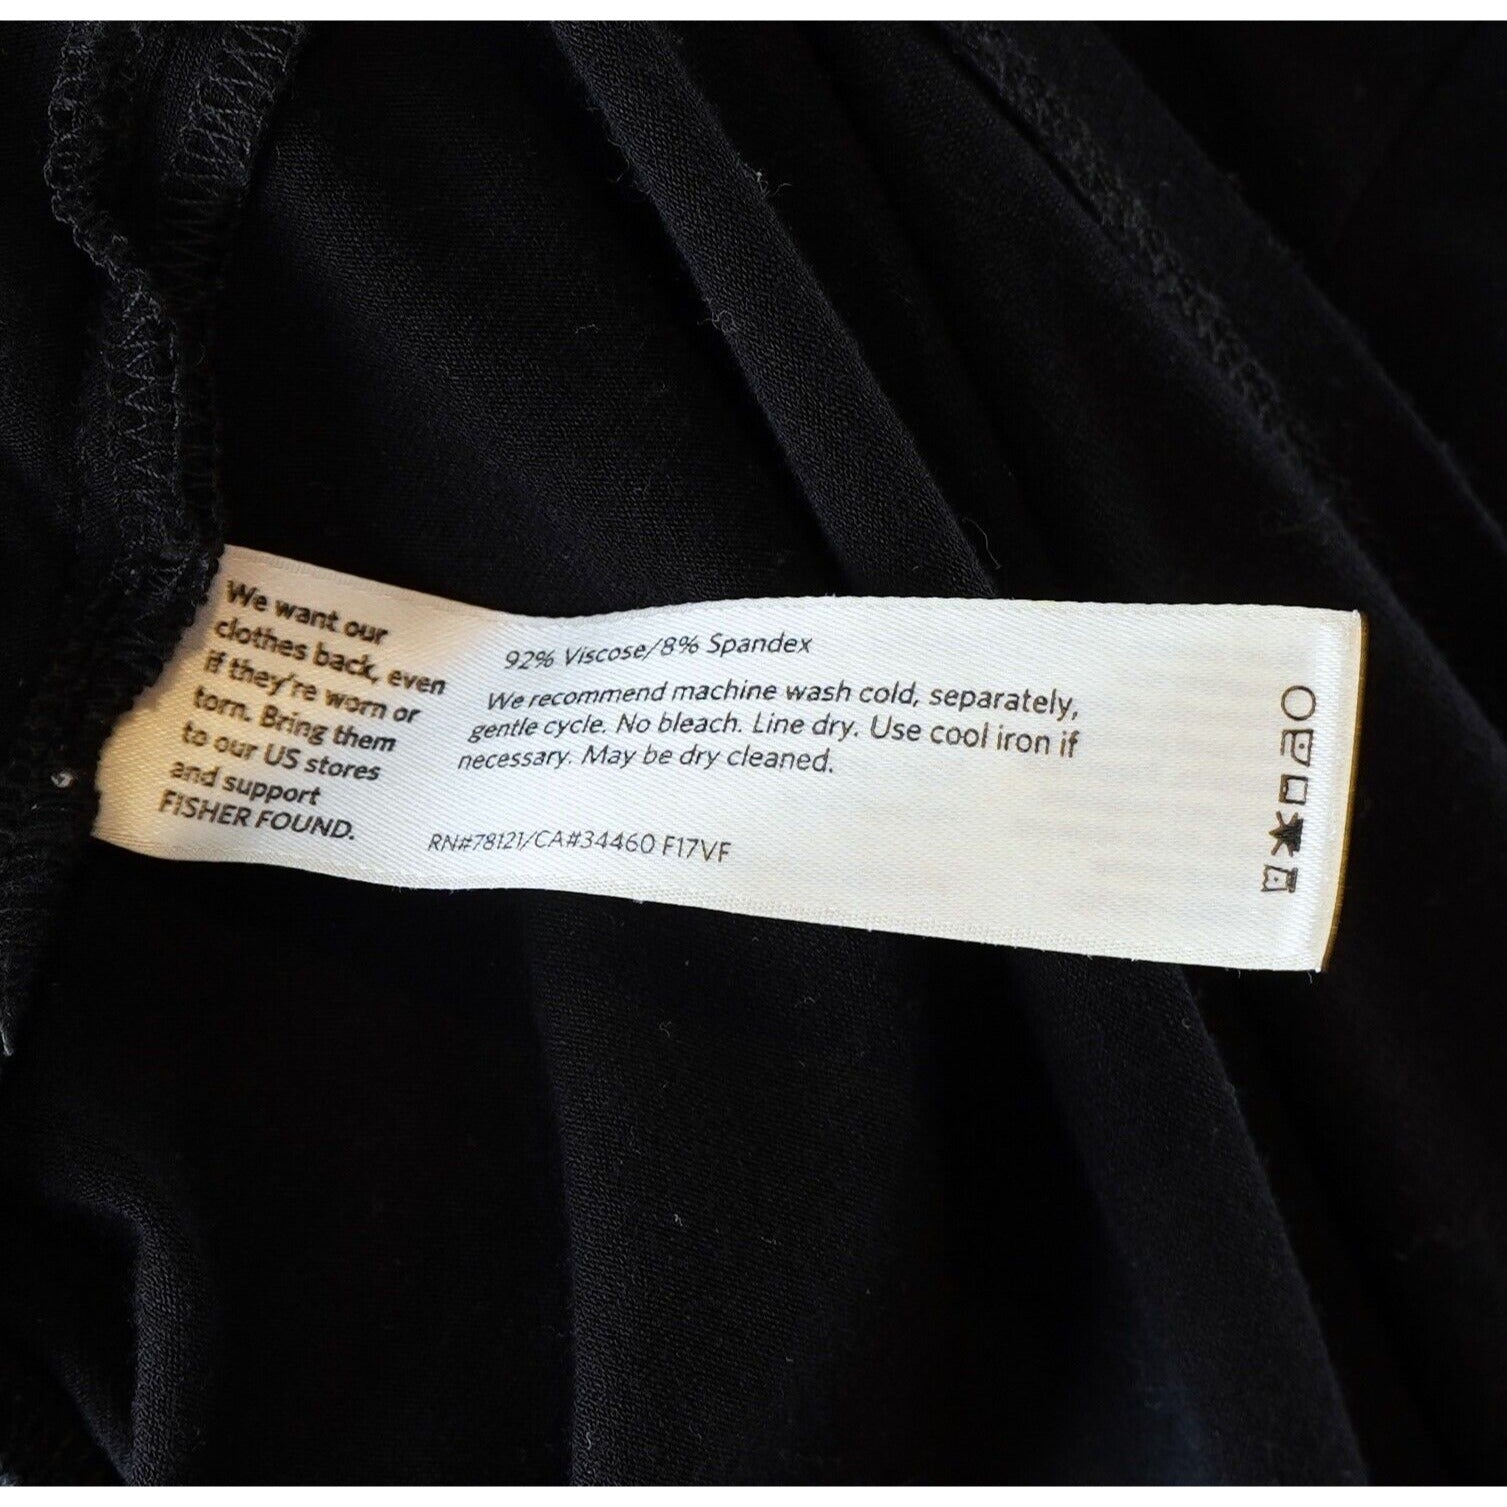 We want our
clothes back, even
if they're worn or
torn. Bring them
to our US stores
and support
FISHER FOUND.
92% Viscose/8% Spandex
We recommend machine wash cold, separately,
gentle cycle. No bleach. Line dry. Use cool iron if
necessary. May be dry cleaned.
RN#78121/CA#34460 F17VF